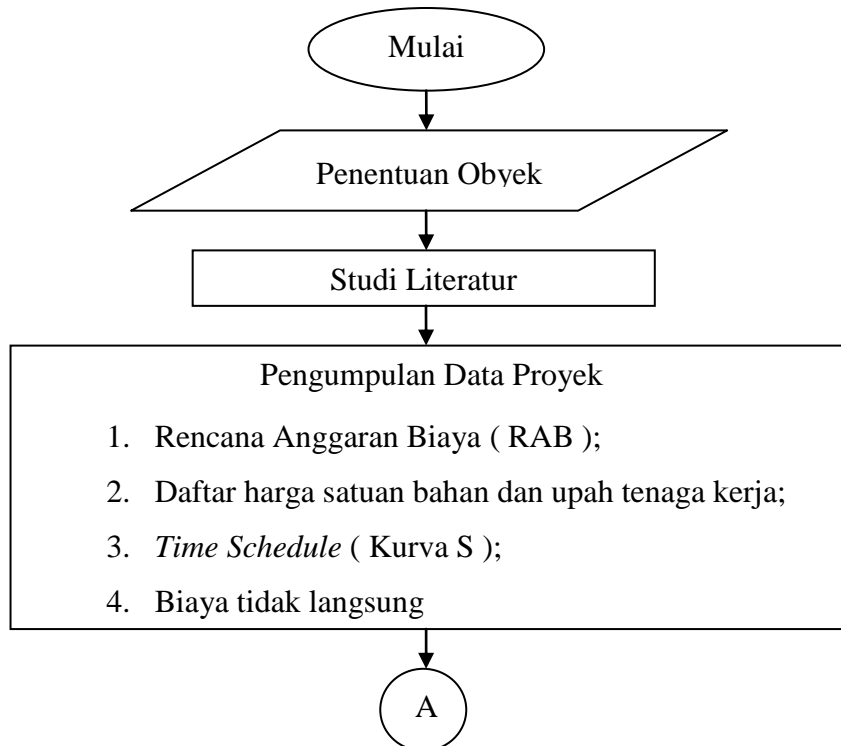 Mulai
Penentuan Obyek
Studi Literatur
Pengumpulan Data Proyek
1. Rencana Anggaran Biaya ( RAB );
2. Daftar harga satuan bahan dan upah tenaga kerja;
3. Time Schedule ( Kurva S );
4. Biaya tidak langsung
A